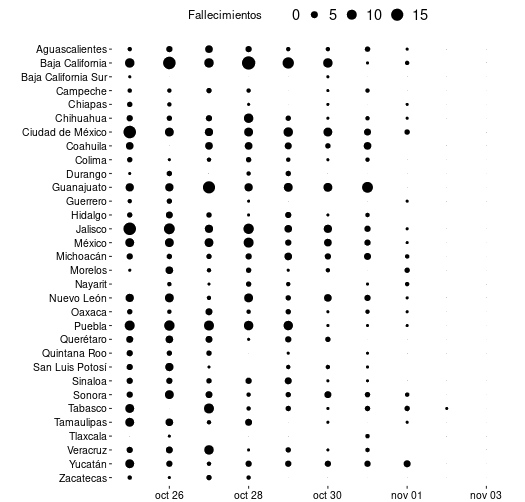 Fallecimientos 0 5 10 15
Aguascalientes
Baja California
Baja California Sur
Campeche
Chiapas
Chihuahua
Ciudad de México
Coahuila
Colima
Durango
Guanajuato
Guerrero
Hidalgo
Jalisco
México
Michoacán
Morelos
Nayarit
Nuevo León
Oaxaca
Puebla
Querétaro
Quintana Roo
San Luis Potosí
Sinaloa
Sonora
Tabasco
Tamaulipas
Tlaxcala
Veracruz
Yucatán
Zacatecas
oct 26 oct 28 oct 30 nov 01 nov 03